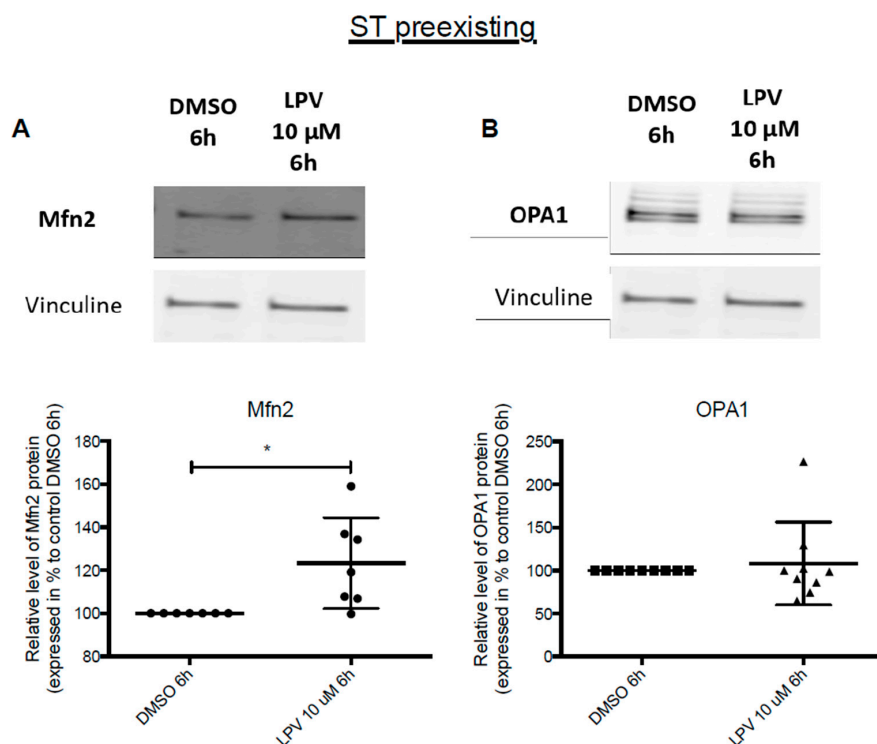 ST preexisting
A
DMSO
6h
LPV
10 µM
6h
Mfn2
Vinculine
B
DMSO
6h
LPV
10 µM
6h
OPA1
Vinculine
Mfn2
Relative level of Mfn2 protein
(expressed in % to control DMSO 6h)
180
160
140
120
100
80
*
DMSO 6h
LPV 10 uM 6h
OPA1
Relative level of OPA1 protein
(expressed in % to control DMSO 6h)
250
200
150
100
50
0
DMSO 6h
LPV 10 uM 6h